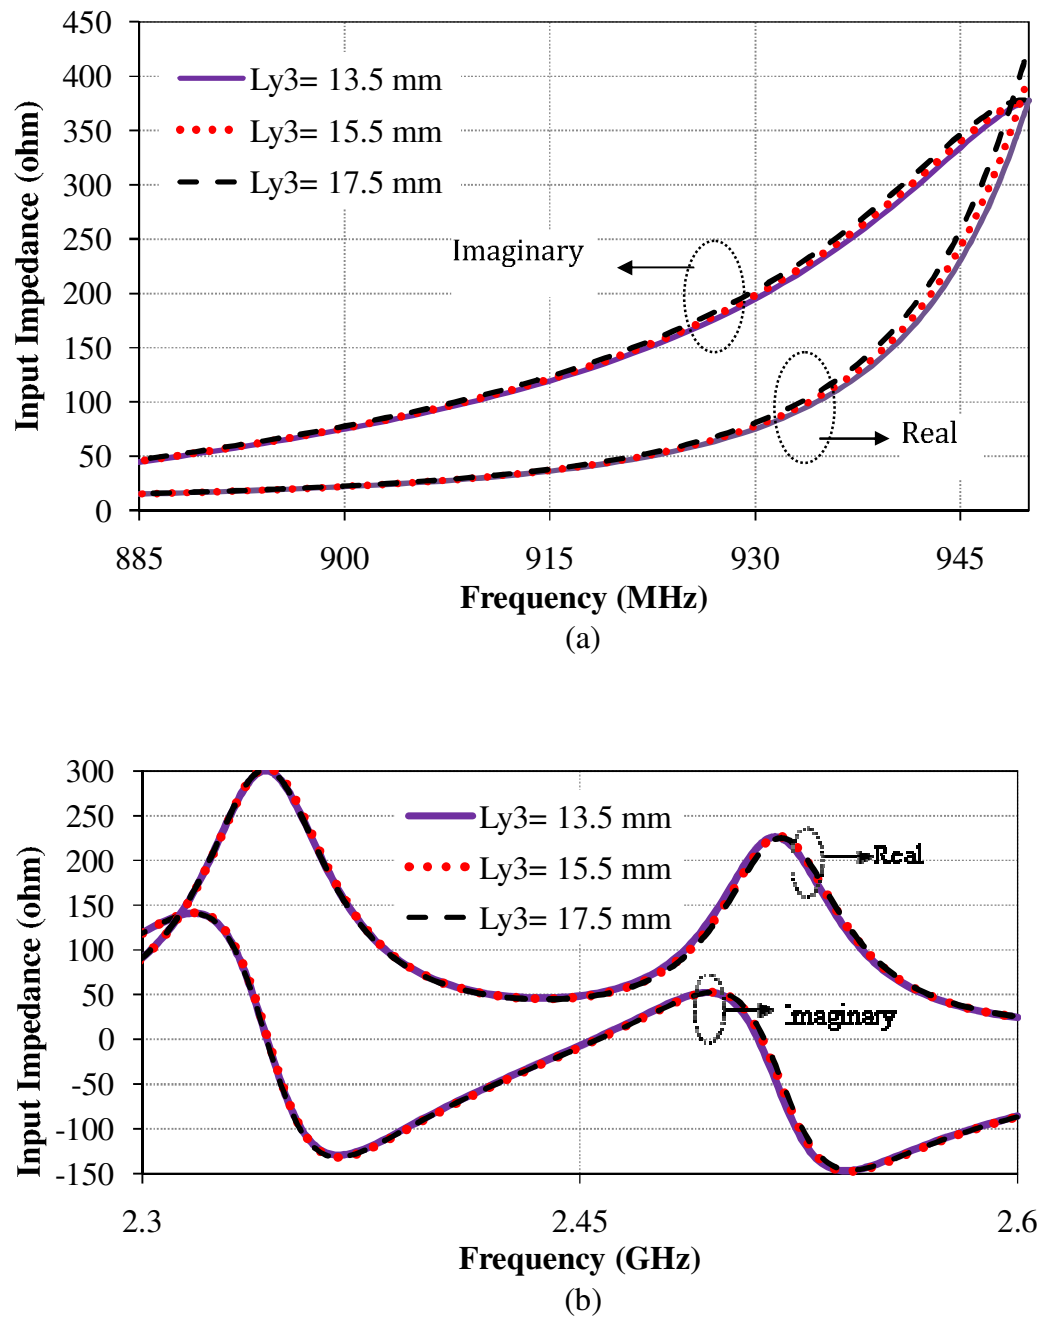 450
400
350
300
250
200
150
100
50
0
Input Impedance (ohm)
Ly3= 13.5 mm
Ly3= 15.5 mm
Ly3= 17.5 mm
Imaginary
Real
885
900
915
930
945
Frequency (MHz)
(a)
300
250
200
150
100
50
0
-50
-100
-150
Input Impedance (ohm)
Ly3= 13.5 mm
Ly3= 15.5 mm
Ly3= 17.5 mm
Real
Imaginary
2.3
2.45
2.6
Frequency (GHz)
(b)